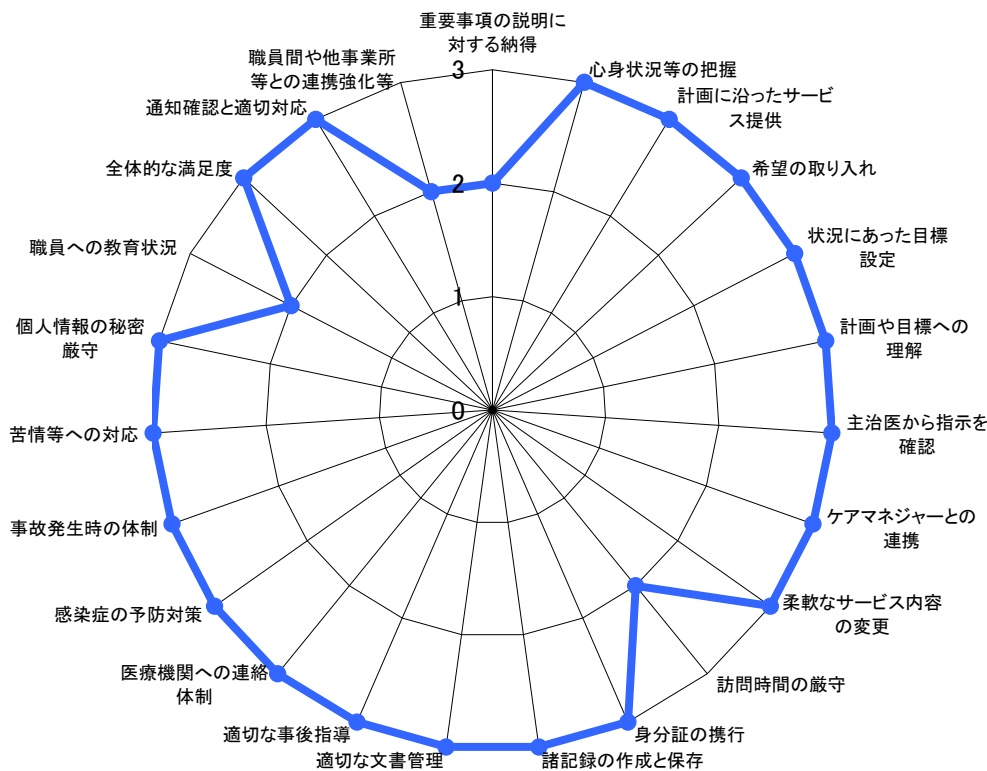 重要事項の説明に
対する納得
心身状況等の把握
計画に沿ったサービ
ス提供
希望の取り入れ
状況にあった目標
設定
計画や目標への
理解
主治医から指示を
確認
ケアマネジャーとの
連携
柔軟なサービス内容
の変更
訪問時間の厳守
身分証の携行
諸記録の作成と保存
適切な文書管理
適切な事後指導
医療機関への連絡
体制
感染症の予防対策
事故発生時の体制
苦情等への対応
個人情報の秘密
厳守
職員への教育状況
全体的な満足度
通知確認と適切対応
職員間や他事業所
等との連携強化等
3
2
1
0